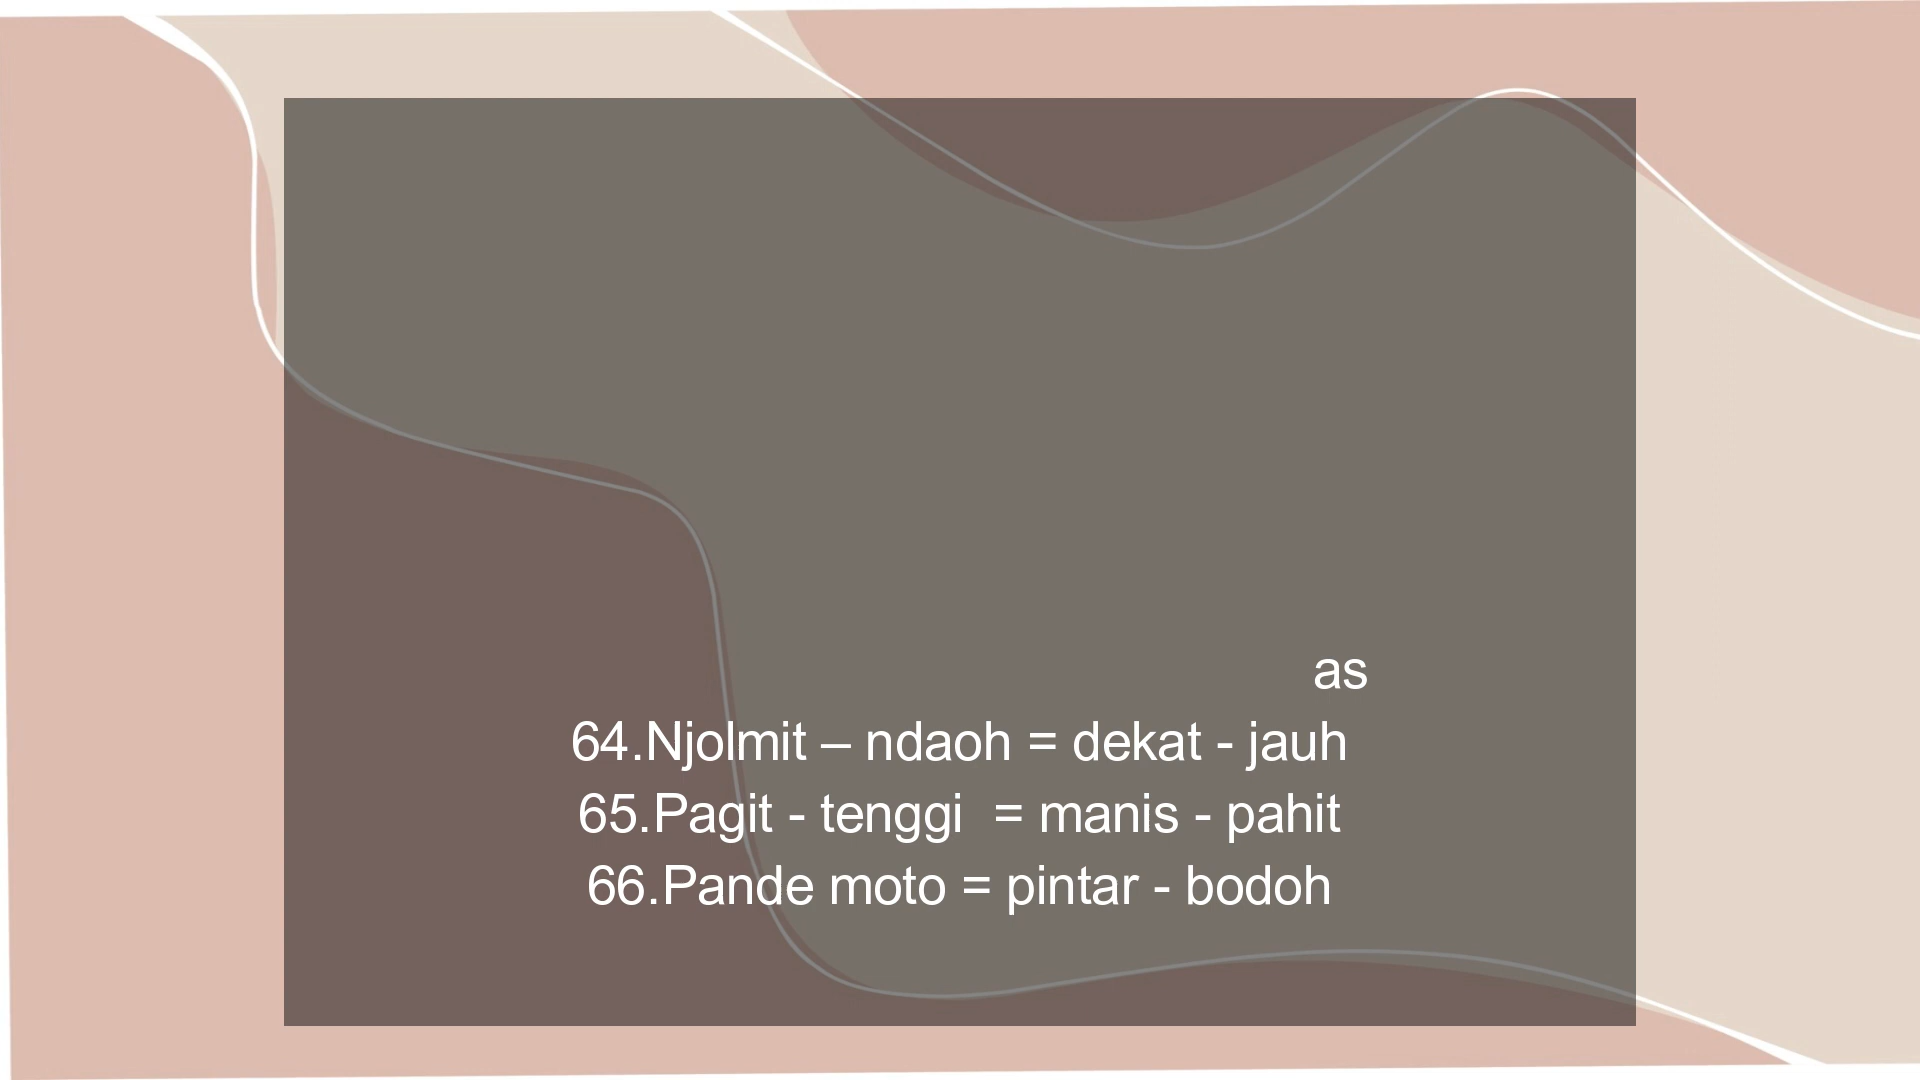 as
64.Njolmit – ndaoh = dekat - jauh
65.Pagit - tenggi  = manis - pahit
66.Pande moto = pintar - bodoh